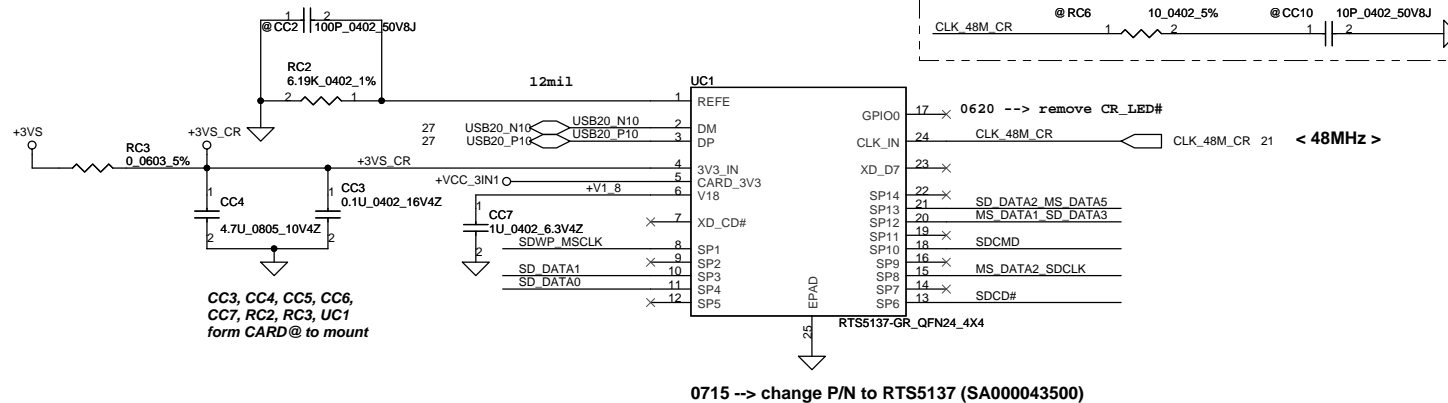 @CC2
1 2
100P_0402_50V8J
RC2
6.19K_0402_1%
2 1
12mil
@RC6 10_0402_5% @CC10 10P_0402_50V8J
CLK_48M_CR 1 2 1 2
UC1
+3VS
RC3
0_0603_5%
+3VS_CR
+3VS_CR
27 USB20_N10 USB20_N10
27 USB20_P10 USB20_P10
+VCC_3IN1
+V1_8
1
CC4
4.7U_0805_10V4Z
2
1
CC3
0.1U_0402_16V4Z
2
1
CC7
1U_0402_6.3V4Z
2
SDWP_MSCLK
SD_DATA1
SD_DATA0
1 REFE
2 DM
3 DP
4 3V3_IN
5 CARD_3V3
6 V18
7 XD_CD#
8 SP1
9 SP2
10 SP3
11 SP4
12 SP5
EPAD
25
GPIO0 17 0620 --> remove CR_LED#
CLK_IN 24 CLK_48M_CR CLK_48M_CR 21 < 48MHz >
XD_D7 23
SP14 22
SP13 21 SD_DATA2_MS_DATA5
SP12 20 MS_DATA1_SD_DATA3
SP11 19
SP10 18 SDCMD
SP9 16
SP8 15 MS_DATA2_SDCLK
SP7 14
SP6 13 SDCD#
RTS5137-GR_QFN24_4X4
CC3, CC4, CC5, CC6,
CC7, RC2, RC3, UC1
form CARD@ to mount
0715 --> change P/N to RTS5137 (SA000043500)